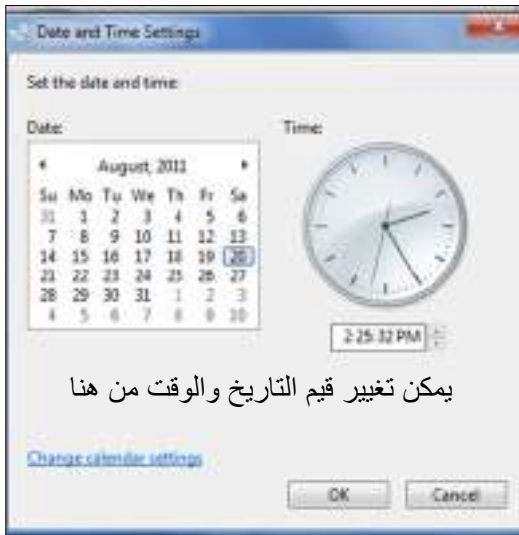 Date and Time Settings
Set the date and time:
Date:
Time:
August, 2011
Su Mo Tu We Th Fr Sa
31 1 2 3 4 5 6
7 8 9 10 11 12 13
14 15 16 17 18 19 20
21 22 23 24 25 26 27
28 29 30 31 1 2 3
4 5 6 7 8 9 10
2:25:32 PM
يمكن تغيير قيم التاريخ والوقت من هنا
Change calendar settings
OK Cancel